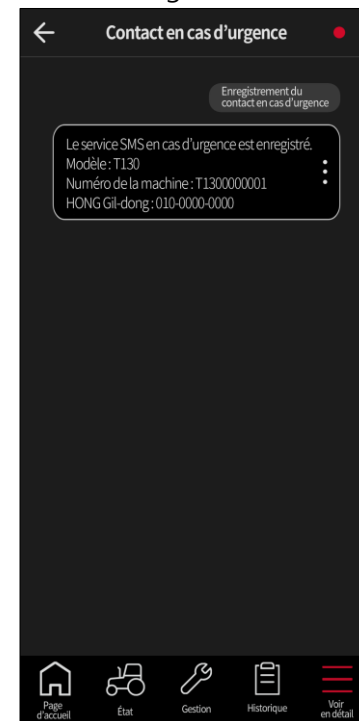 Contact en cas d'urgence
Enregistrement du
contact en cas d'urgence
Le service SMS en cas d'urgence est enregistré.
Modèle : T130
Numéro de la machine : T1300000001
HONG Gil-dong : 010-0000-0000
Page
d'accueil
État
Gestion
Historique
Voir
en détail